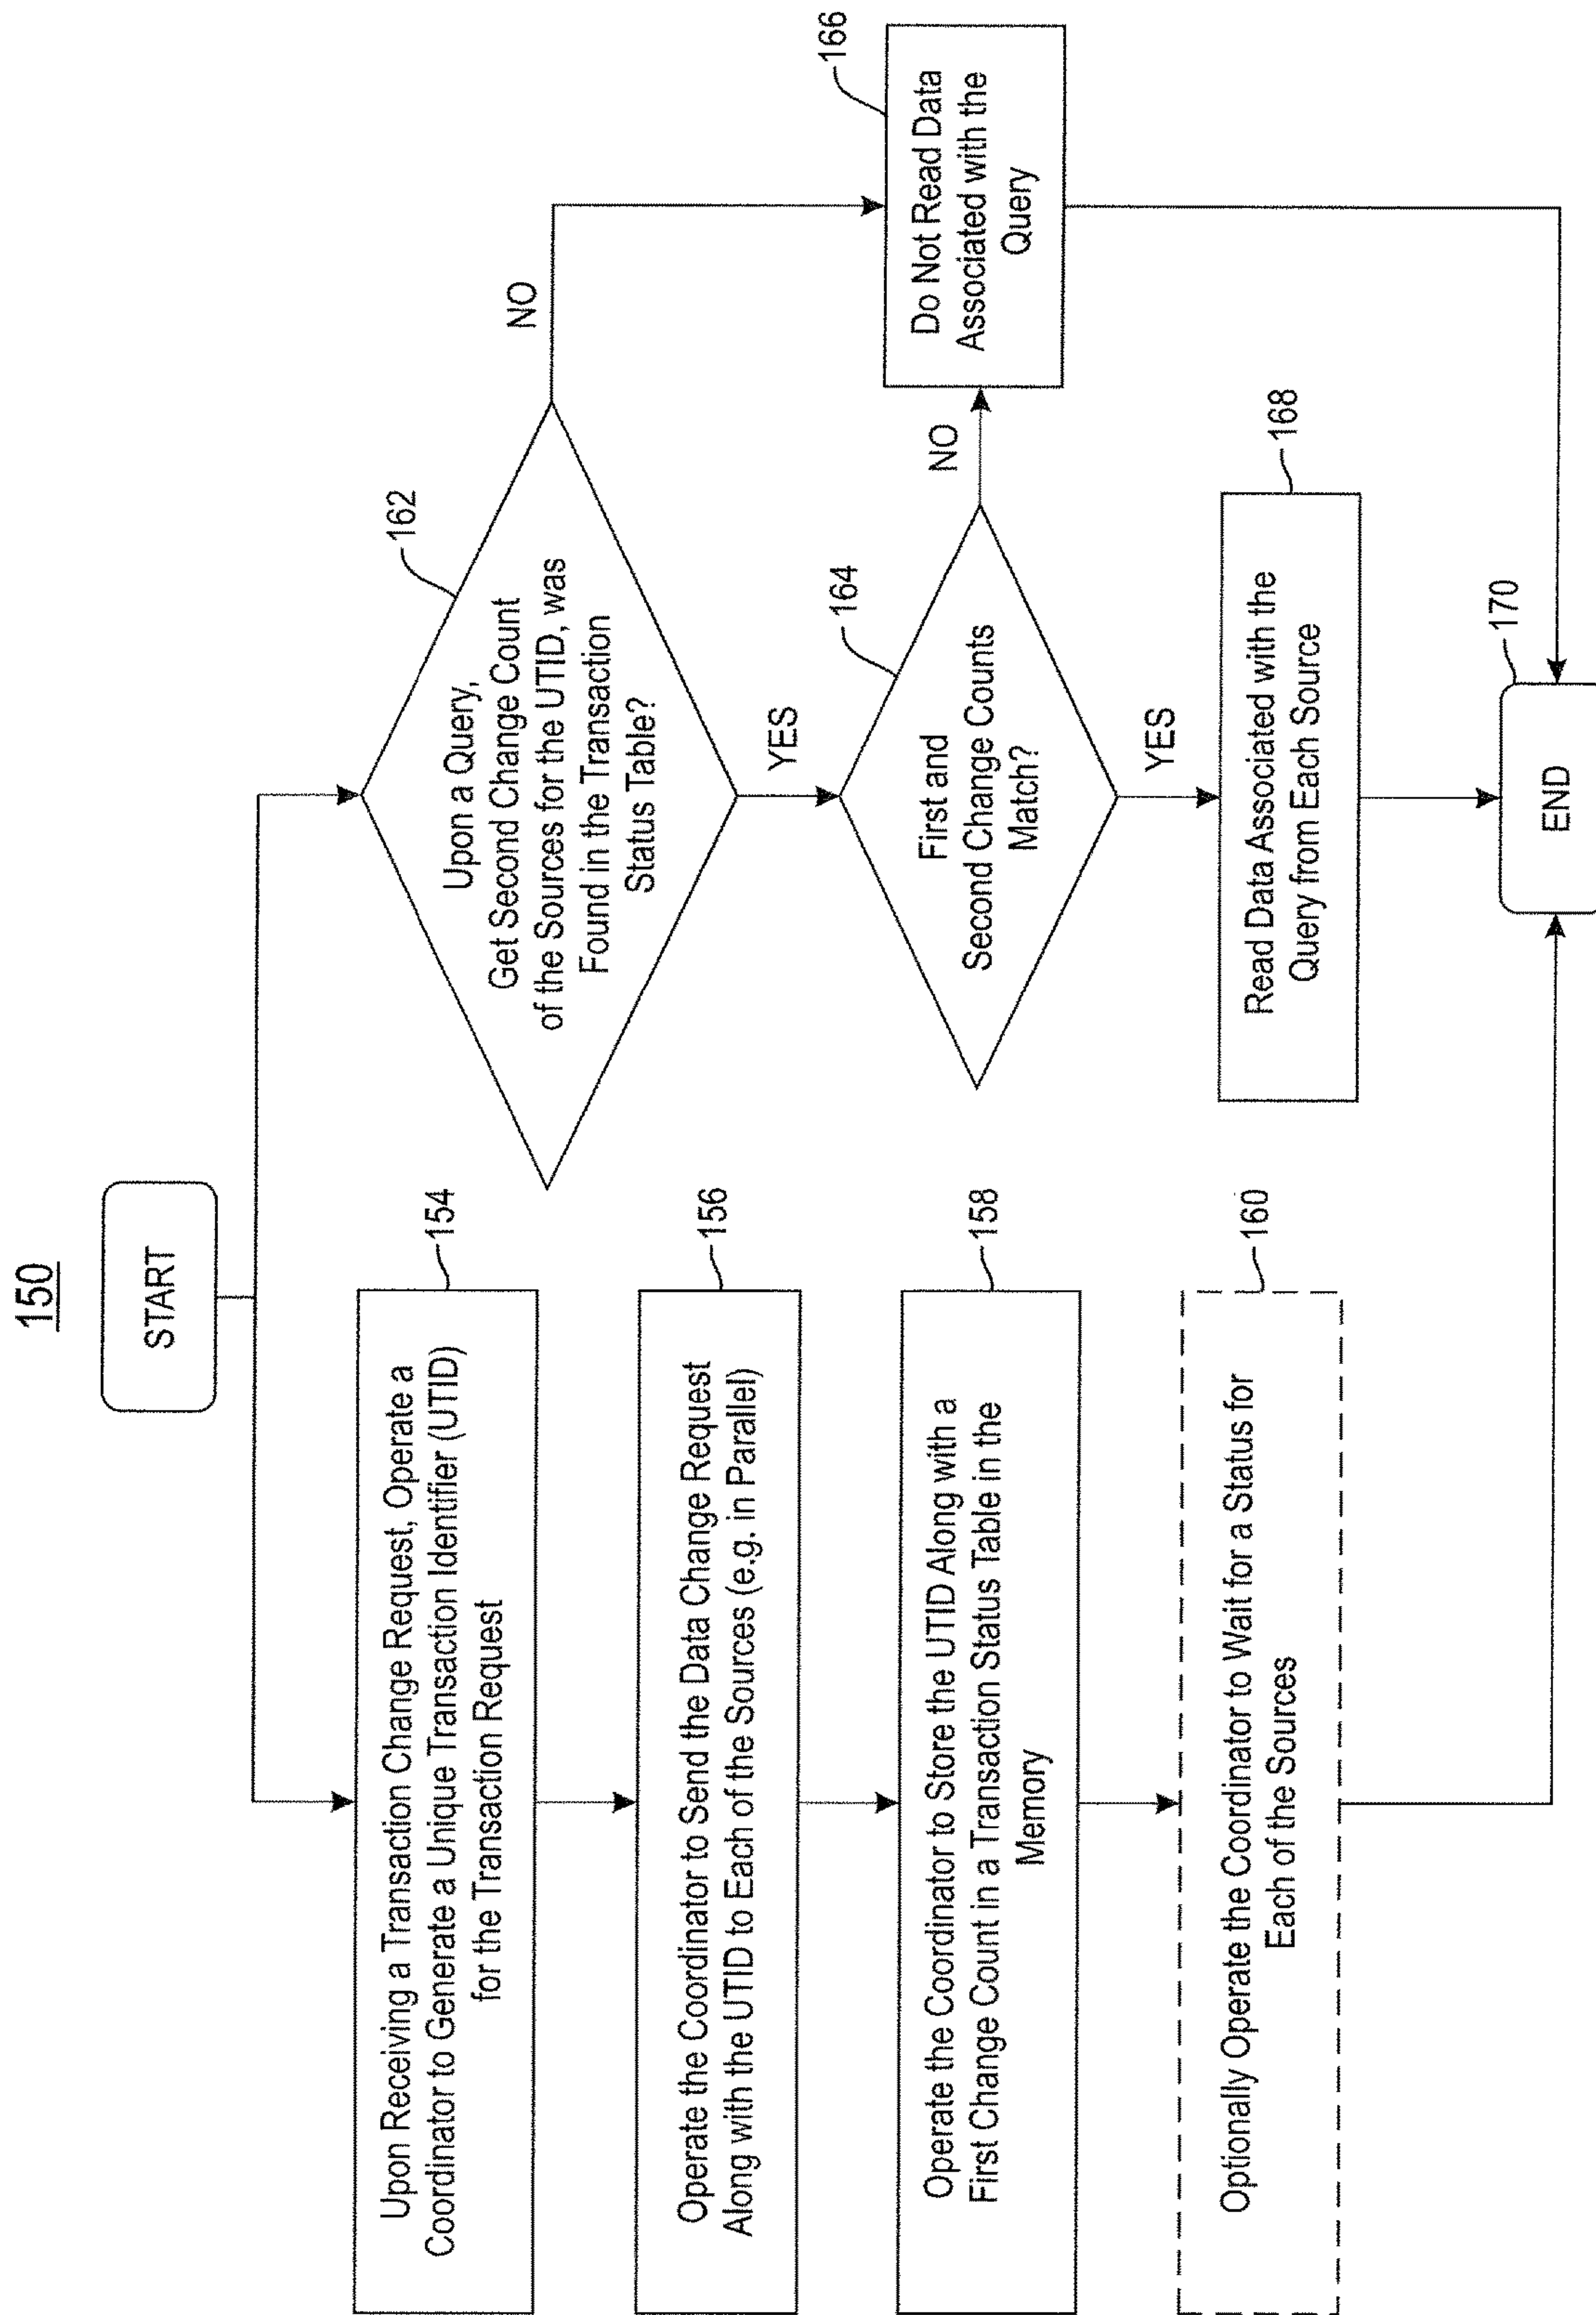 150
START
Upon Receiving a Transaction Change Request, Operate a
Coordinator to Generate a Unique Transaction Identifier (UTID)
for the Transaction Request
154
Operate the Coordinator to Send the Data Change Request
Along with the UTID to Each of the Sources (e.g. in Parallel)
156
Operate the Coordinator to Store the UTID Along with a
First Change Count in a Transaction Status Table in the
Memory
158
Optionally Operate the Coordinator to Wait for a Status for
Each of the Sources
160
Upon a Query,
Get Second Change Count
of the Sources for the UTID, was
Found in the Transaction
Status Table?
162
NO
YES
First and
Second Change Counts
Match?
164
NO
YES
Do Not Read Data
Associated with the
Query
166
Read Data Associated with the
Query from Each Source
168
END
170